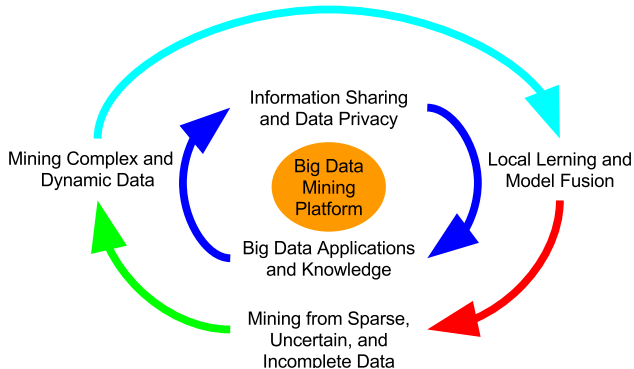 Information Sharing
and Data Privacy
Mining Complex and
Dynamic Data
Big Data
Mining
Platform
Local Lerning and
Model Fusion
Big Data Applications
and Knowledge
Mining from Sparse,
Uncertain, and
Incomplete Data